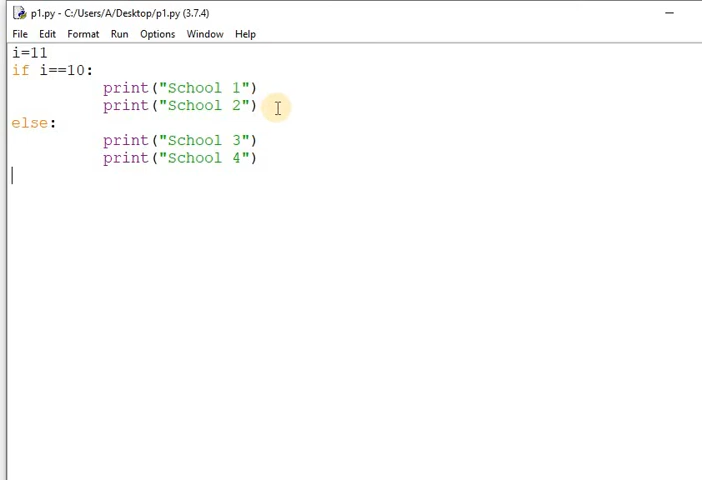 p1.py - C:/Users/A/Desktop/p1.py (3.7.4)
File Edit Format Run Options Window Help
i=11
if i==10:
        print("School 1")
        print("School 2")
else:
        print("School 3")
        print("School 4")